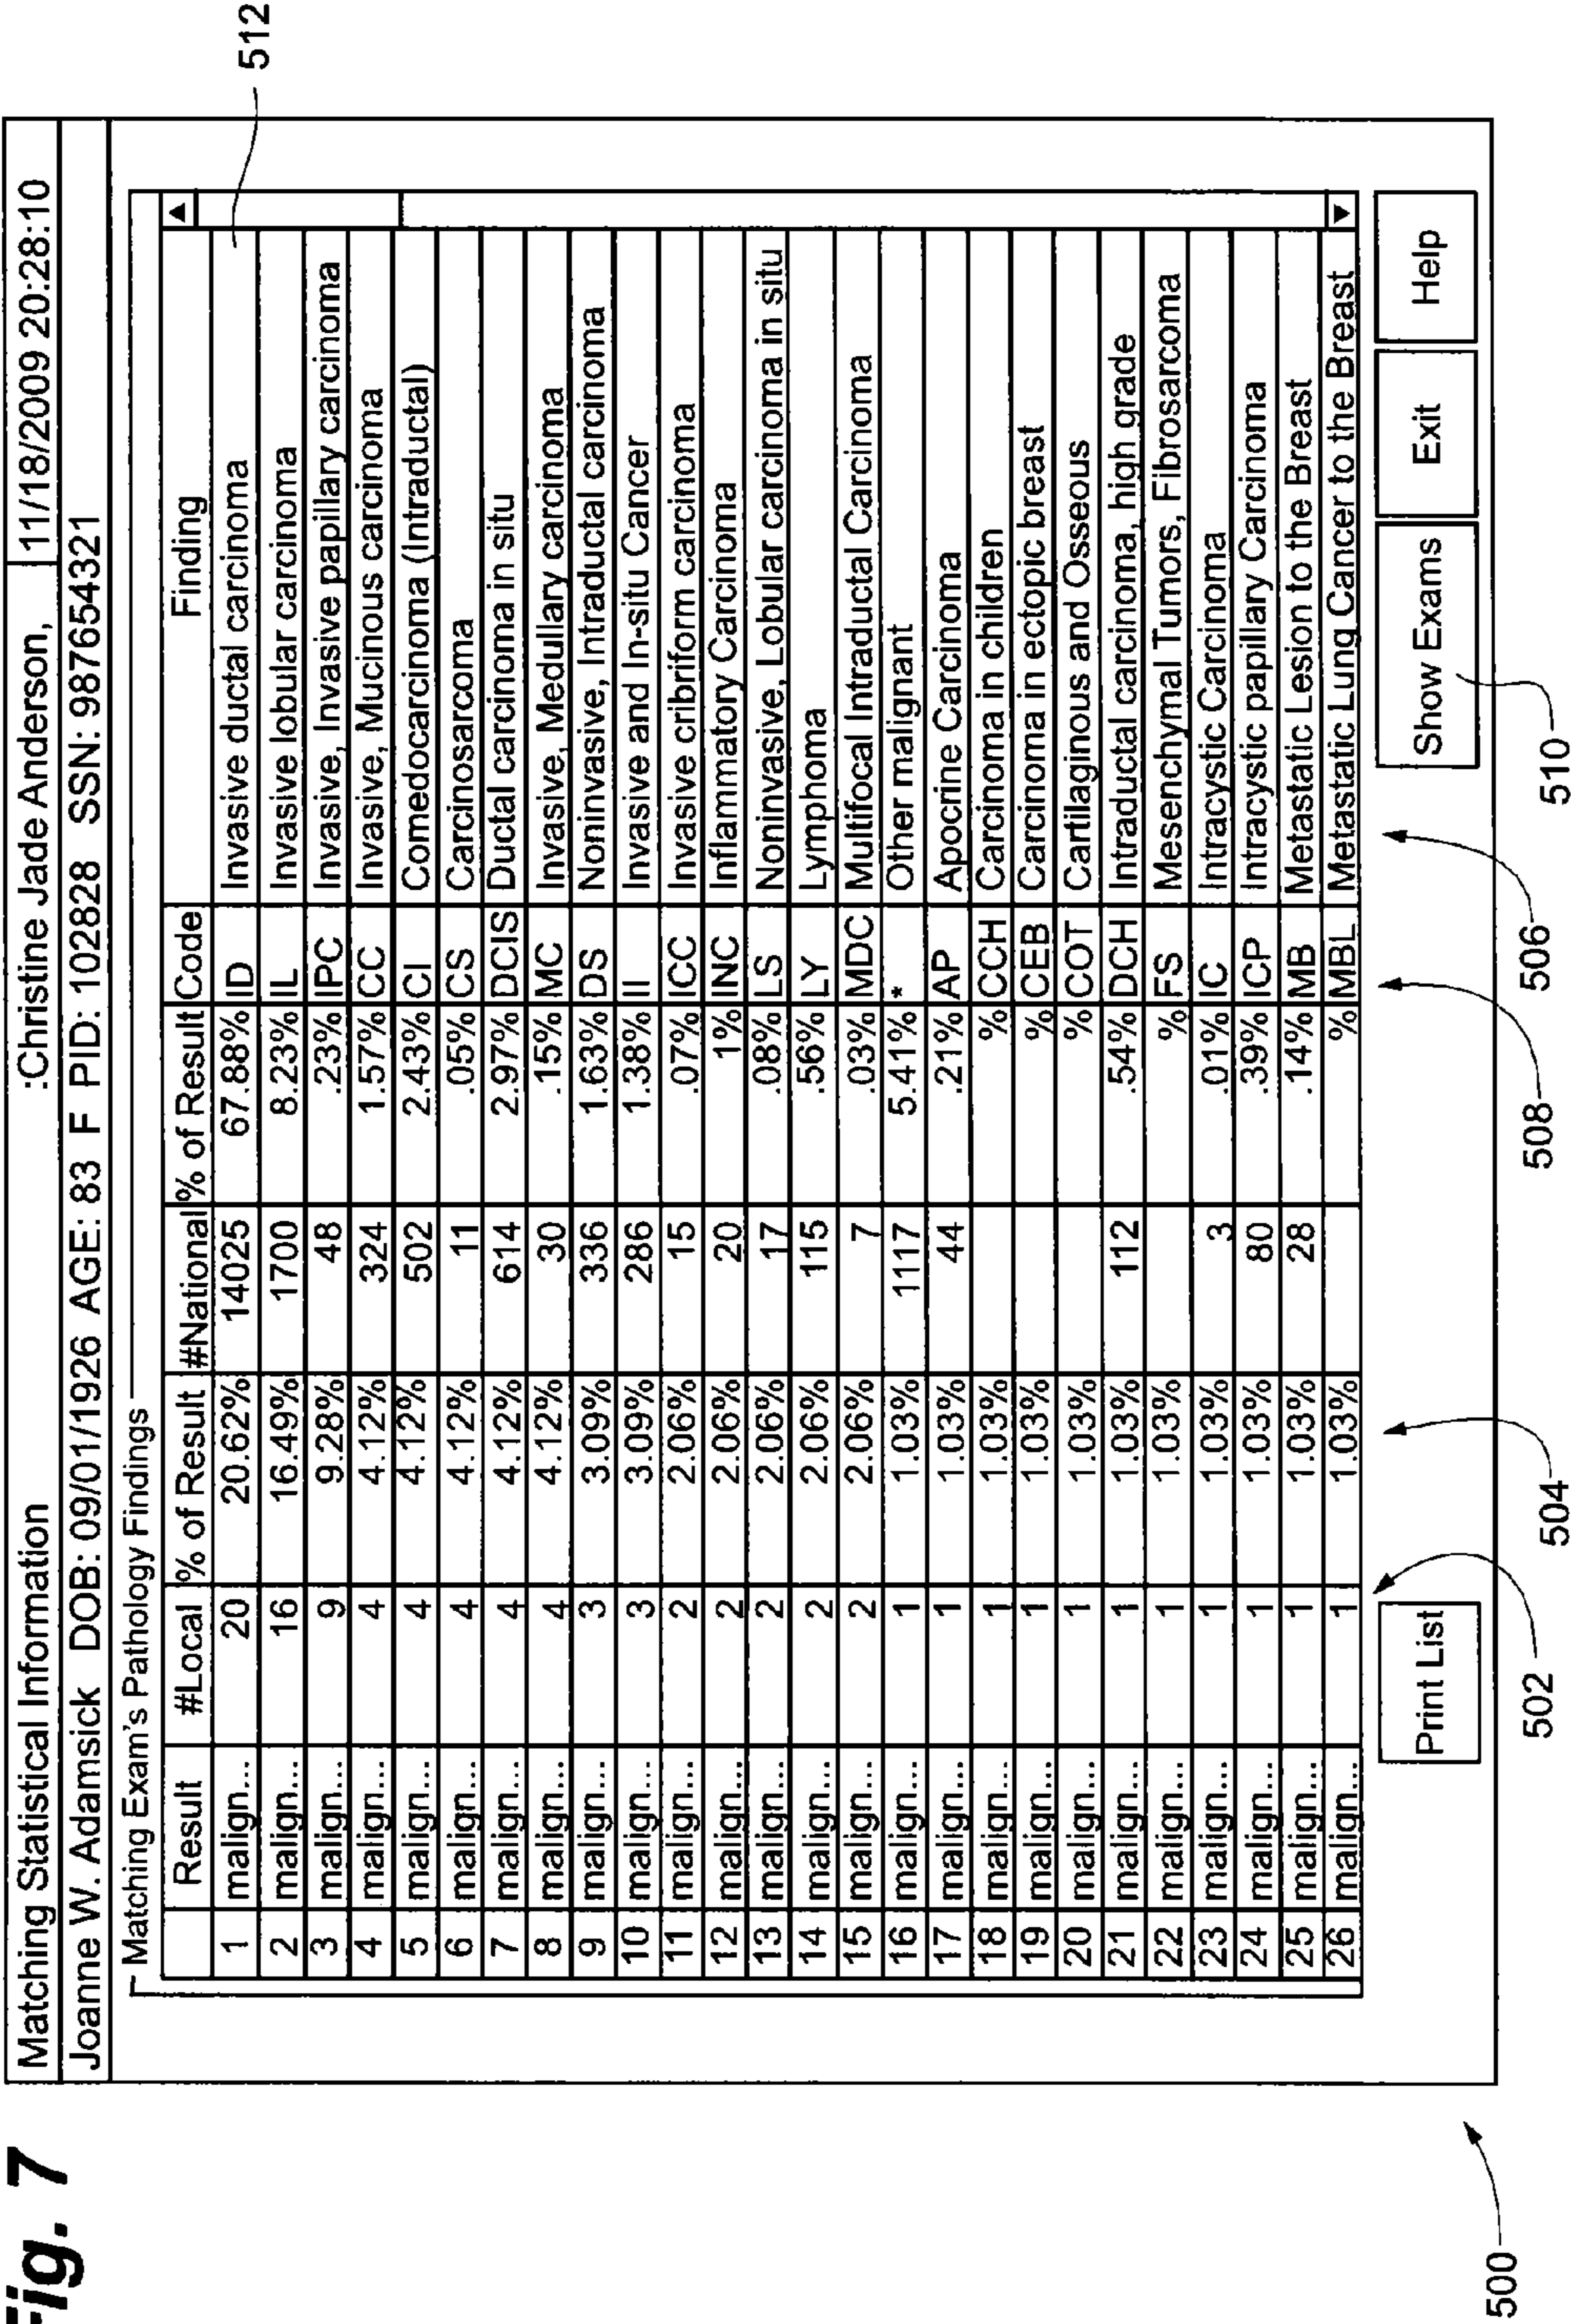 Fig. 7
Matching Statistical Information :Christine Jade Anderson, 11/18/2009 20:28:10
Joanne W. Adamsick DOB: 09/01/1926 AGE: 83 F PID: 102828 SSN: 987654321
Matching Exam's Pathology Findings
Result #Local % of Result #National % of Result Code Finding
1 malign... 20 20.62% 14025 67.88% ID Invasive ductal carcinoma
2 malign... 16 16.49% 1700 8.23% IL Invasive lobular carcinoma
3 malign... 9 9.28% 48 .23% IPC Invasive, Invasive papillary carcinoma
4 malign... 4 4.12% 324 1.57% CC Invasive, Mucinous carcinoma
5 malign... 4 4.12% 502 2.43% CI Comedocarcinoma (intraductal)
6 malign... 4 4.12% 11 .05% CS Carcinosarcoma
7 malign... 4 4.12% 614 2.97% DCIS Ductal carcinoma in situ
8 malign... 4 4.12% 30 .15% MC Invasive, Medullary carcinoma
9 malign... 3 3.09% 336 1.63% DS Noninvasive, Intraductal carcinoma
10 malign... 3 3.09% 286 1.38% II Invasive and In-situ Cancer
11 malign... 2 2.06% 15 .07% ICC Invasive cribriform carcinoma
12 malign... 2 2.06% 20 1% INC Inflammatory Carcinoma
13 malign... 2 2.06% 17 .08% LS Noninvasive, Lobular carcinoma in situ
14 malign... 2 2.06% 115 .56% LY Lymphoma
15 malign... 2 2.06% 7 .03% MDC Multifocal Intraductal Carcinoma
16 malign... 1 1.03% 1117 5.41% * Other malignant
17 malign... 1 1.03% 44 .21% AP Apocrine Carcinoma
18 malign... 1 1.03% % CCH Carcinoma in children
19 malign... 1 1.03% % CEB Carcinoma in ectopic breast
20 malign... 1 1.03% % COT Cartilaginous and Osseous
21 malign... 1 1.03% 112 .54% DCH Intraductal carcinoma, high grade
22 malign... 1 1.03% % FS Mesenchymal Tumors, Fibrosarcoma
23 malign... 1 1.03% 3 .01% IC Intracystic Carcinoma
24 malign... 1 1.03% 80 .39% ICP Intracystic papillary Carcinoma
25 malign... 1 1.03% 28 .14% MB Metastatic Lesion to the Breast
26 malign... 1 1.03% % MBL Metastatic Lung Cancer to the Breast
Print List Show Exams Exit Help
512
500
502
504
508
506
510